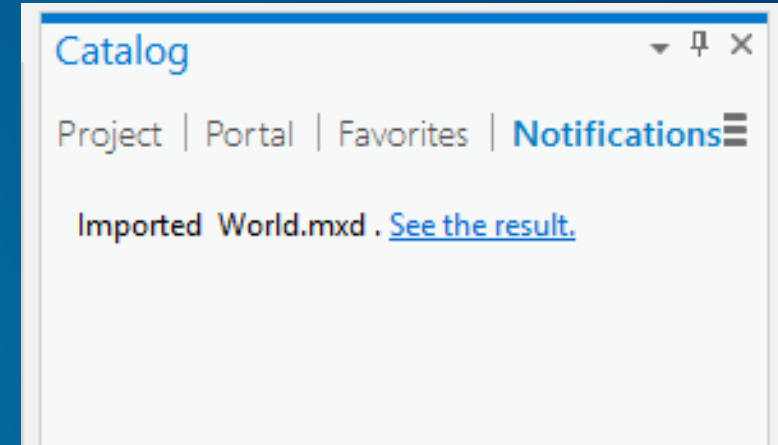 Catalog
Project | Portal | Favorites | Notifications
Imported World.mxd . See the result.